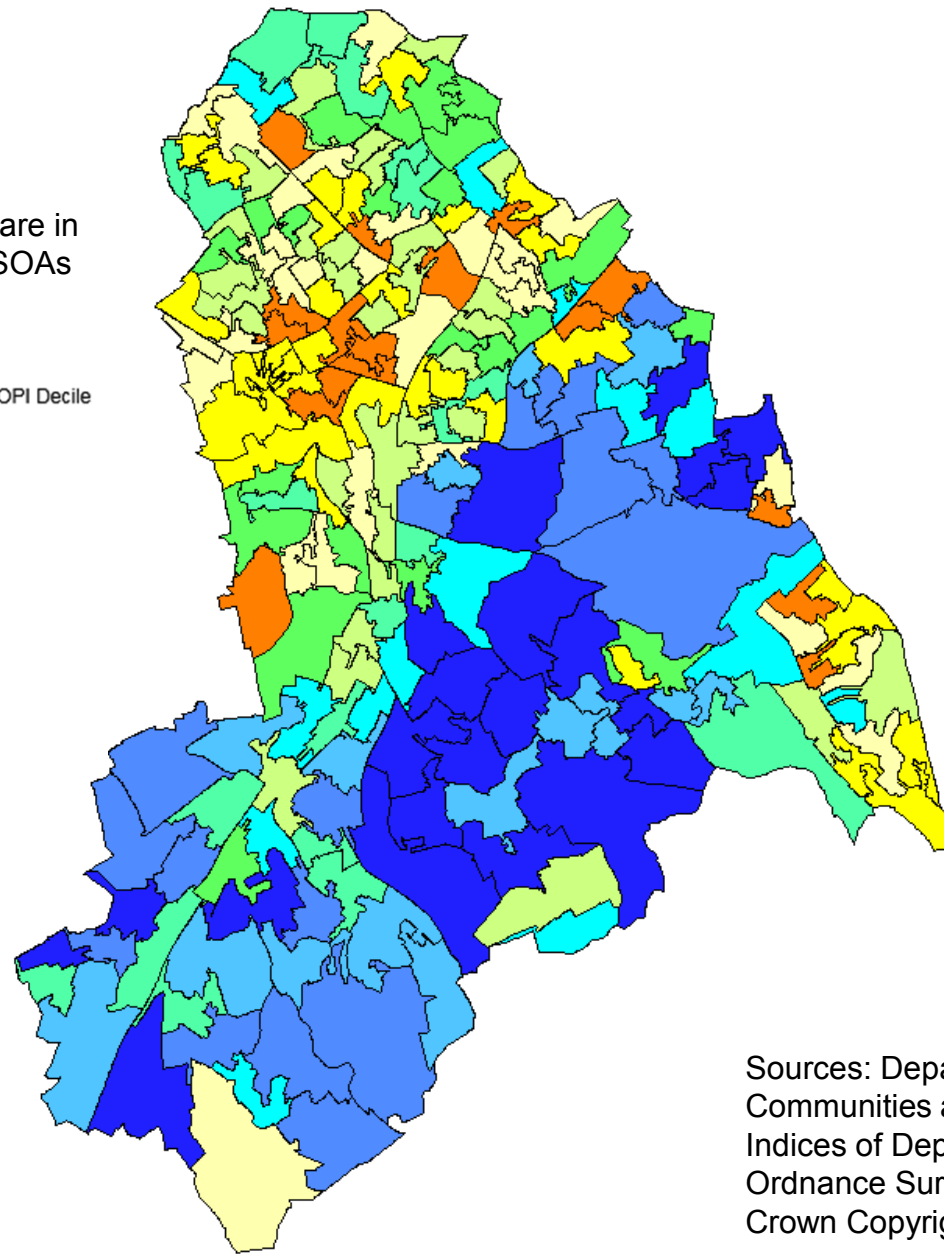 are in
SOAs
OPI Decile
Sources: Depa
Communities a
Indices of Dep
Ordnance Sur
Crown Copyrig